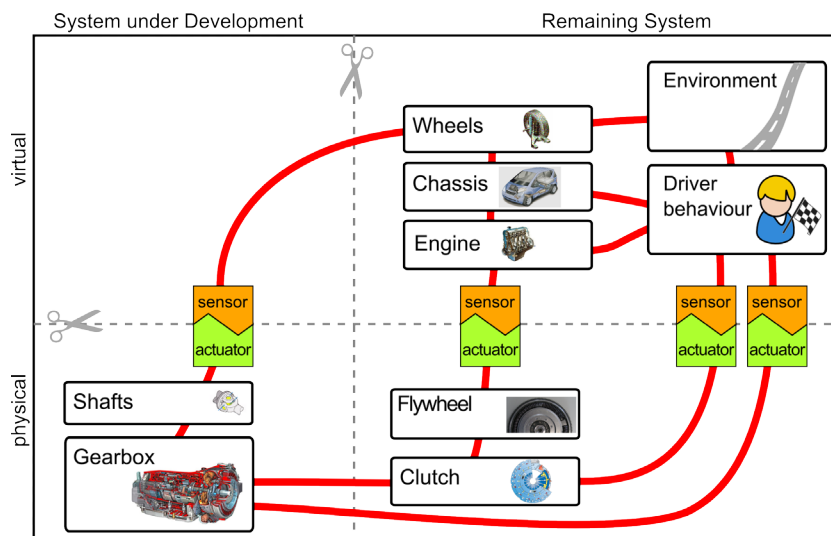 System under Development
Remaining System
virtual
physical
Environment
Wheels
Chassis
Driver
behaviour
Engine
sensor
actuator
sensor
actuator
sensor
actuator
sensor
actuator
Shafts
Flywheel
Gearbox
Clutch